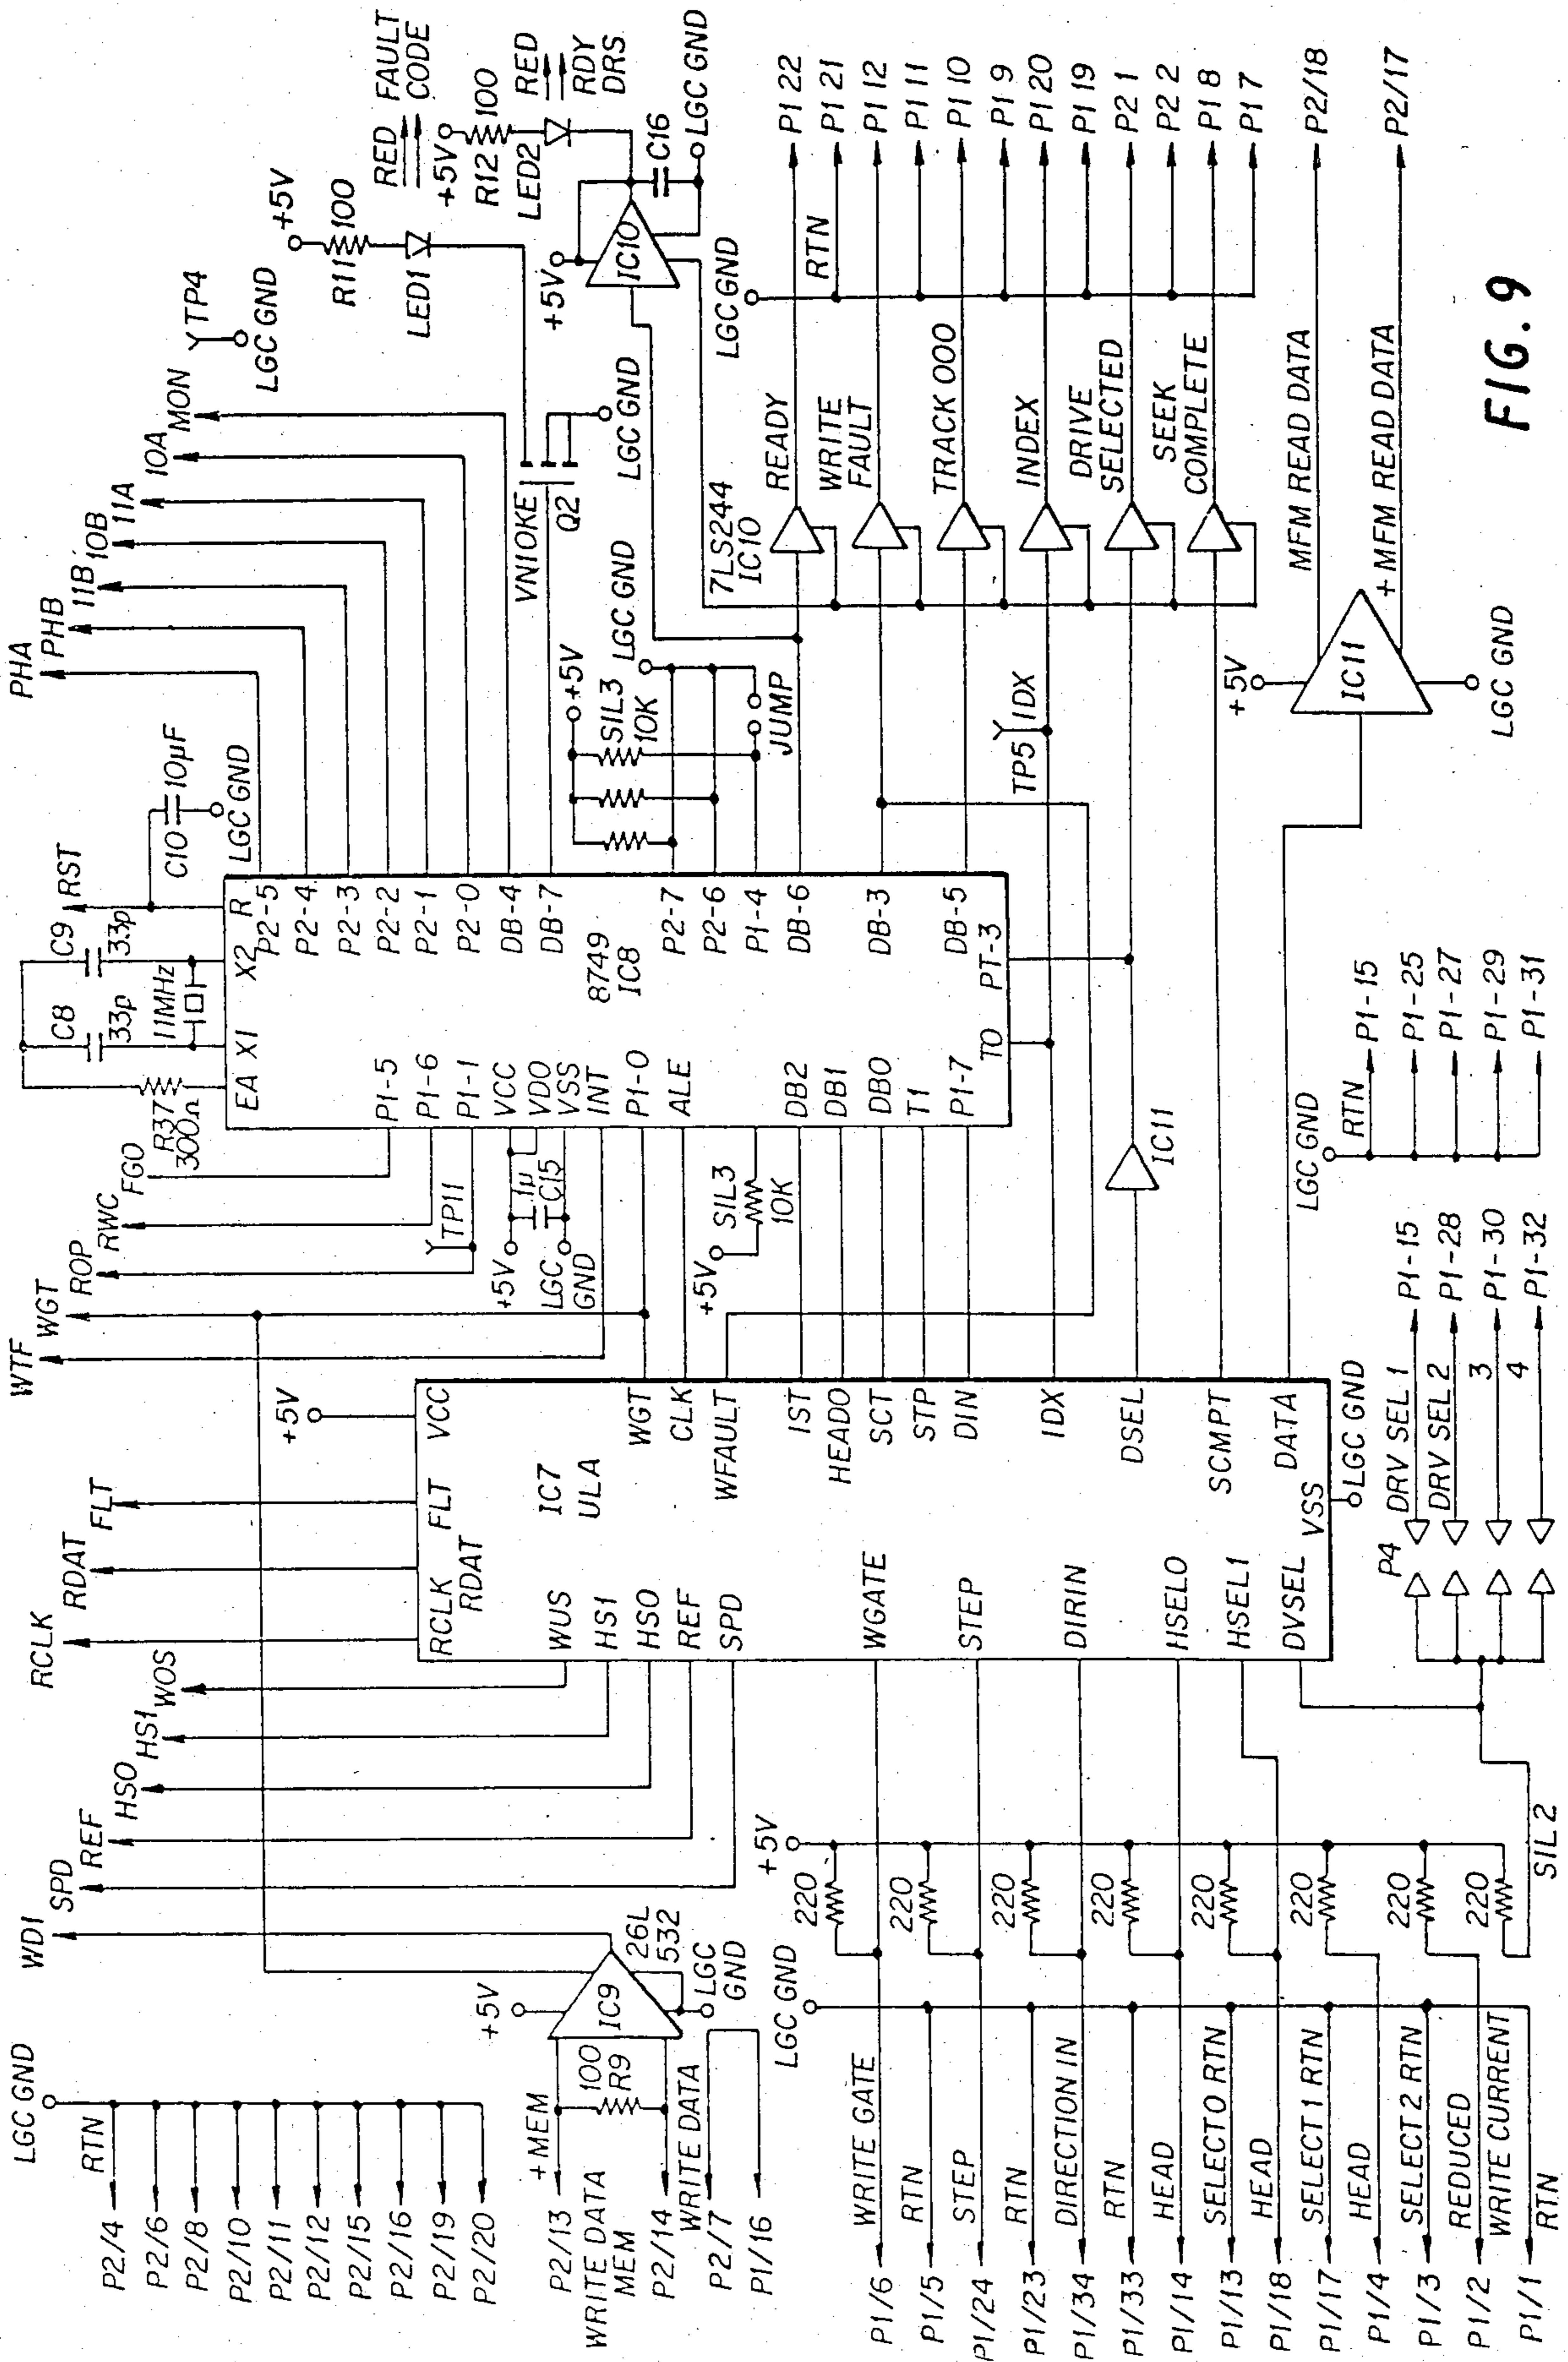 LGC GND
RTN
P2/4
P2/6
P2/8
P2/10
P2/11
P2/12
P2/15
P2/16
P2/19
P2/20
P2/13
+MEM
WRITE DATA
MEM
P2/14
WRITE DATA
P2/7
P1/16
100
R9
+5V
IC9
26L
532
LGC
GND
WDI
SPD
REF
HSO
HS1
WOS
RCLK
RDAT
FLT
+5V
WTF
WGT
ROP
RWC
FGO
P1/6
WRITE GATE
P1/5
RTN
P1/24
STEP
P1/23
RTN
P1/34
DIRECTION IN
P1/33
RTN
P1/14
HEAD
P1/13
SELECTO RTN
P1/18
HEAD
P1/17
SELECT 1 RTN
P1/4
HEAD
P1/3
SELECT 2 RTN
P1/2
REDUCED
WRITE CURRENT
P1/1
RTN
LGC GND
+5V
220
220
220
220
220
220
220
220
SIL 2
RCLK
RDAT
FLT
VCC
IC7
ULA
WUS
HS1
HSO
REF
SPD
WGATE
STEP
DIRIN
HSELO
HSEL1
DVSEL
VSS
WGT
CLK
WFAULT
IST
HEADO
SCT
STP
DIN
IDX
DSEL
SCMPT
DATA
LGC GND
P4
DRV SEL 1
P1-15
DRV SEL 2
P1-28
3
P1-30
4
P1-32
LGC GND
RTN
P1-15
P1-25
P1-27
P1-29
P1-31
TP11
+5V
.1µ
C15
LGC
GND
+5V
SIL3
10K
IC11
R37
300Ω
C8
33p
C9
33p
11MHz
RST
C10
10µF
LGC GND
EA
X1
X2
R
P1-5
P1-6
P1-1
VCC
VDO
VSS
INT
P1-0
ALE
DB2
DB1
DBO
T1
P1-7
TO
PT-3
8749
IC8
P2-5
P2-4
P2-3
P2-2
P2-1
P2-0
DB-4
DB-7
P2-7
P2-6
P1-4
DB-6
DB-3
DB-5
PHA
PHB
11B
10B
11A
10A
MON
TP4
LGC GND
+5V
R11
100
LED1
RED
FAULT
CODE
+5V
R12
100
LED2
RED
RDY
DRS
VN10KE
Q2
LGC GND
+5V
IC10
C16
LGC GND
+5V
SIL3
10K
LGC GND
JUMP
7LS244
IC10
LGC GND
RTN
READY
P1 22
P1 21
WRITE
FAULT
P1 12
P1 11
TRACK 000
P1 10
P1 9
TP5
IDX
INDEX
P1 20
P1 19
DRIVE
SELECTED
P2 1
P2 2
SEEK
COMPLETE
P1 8
P1 7
+5V
IC11
LGC GND
MFM READ DATA
P2/18
+MFM READ DATA
P2/17
FIG. 9